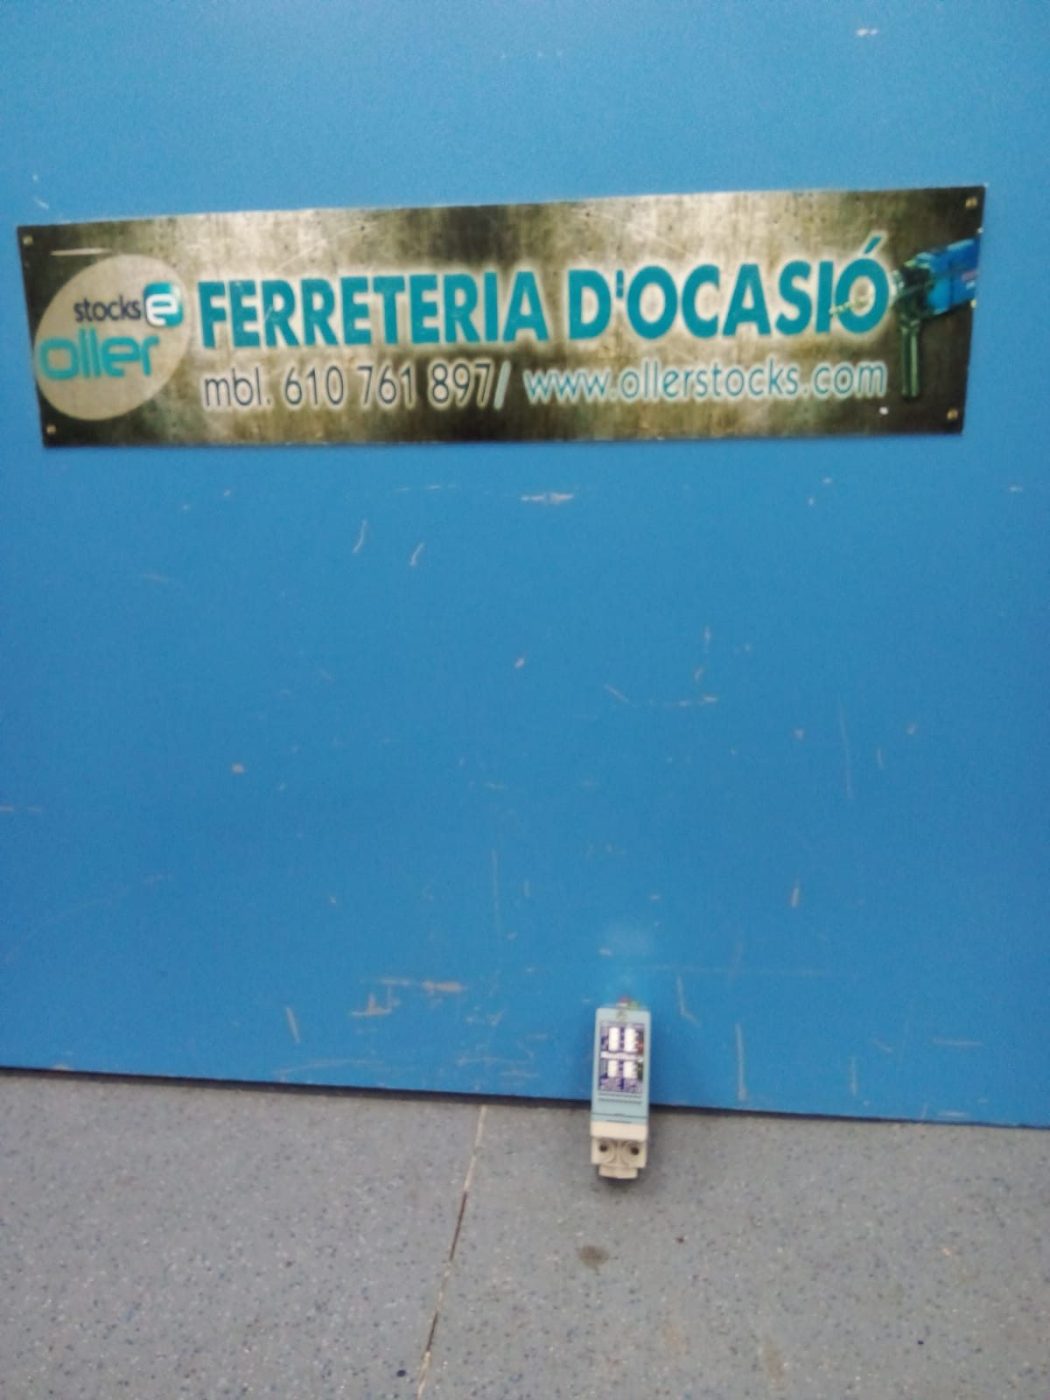 stocks e
oller
FERRETERIA D'OCASIÓ
mbl. 610 761 897/ www.ollerstocks.com